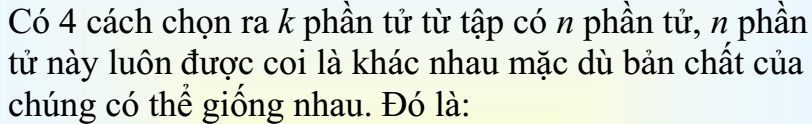 Có 4 cách chọn ra k phần tử từ tập có n phần tử, n phần
tử này luôn được coi là khác nhau mặc dù bản chất của
chúng có thể giống nhau. Đó là: